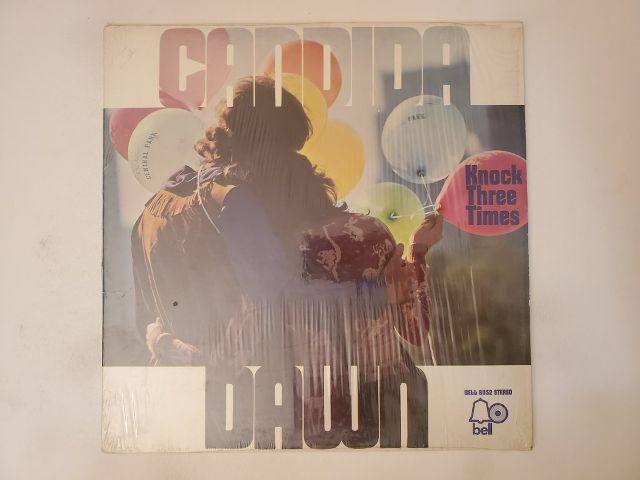 CANDIDA
CENTRAL PARK
PARK
Knock
Three
Times
DAWN
BELL 6052 STEREO
bell